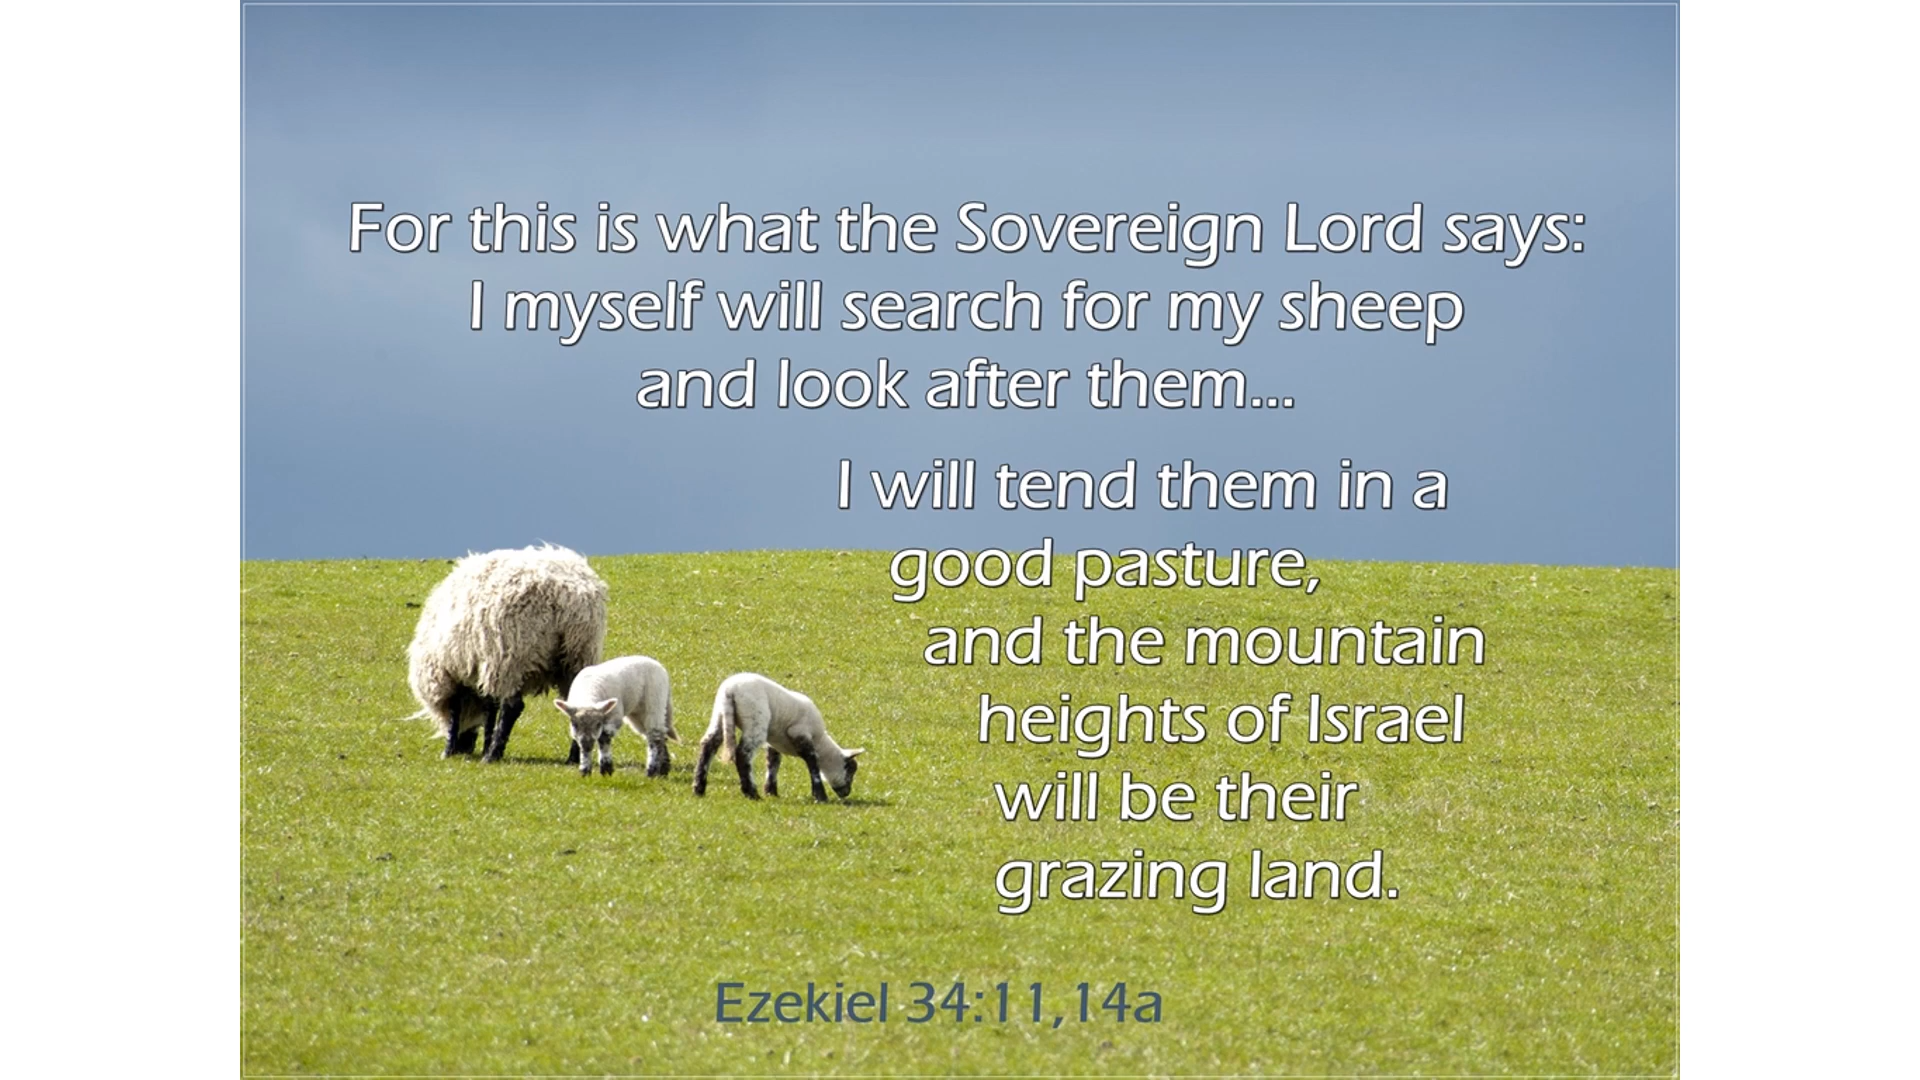 For this is what the Sovereign Lord says:
I myself will search for my sheep
and look after them...
I will tend them in a
good pasture,
and the mountain
heights of Israel
will be their
grazing land.
Ezekiel 34:11,14a